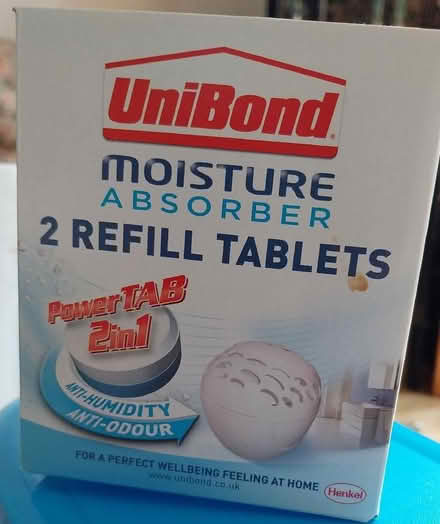 UniBond
MOISTURE
ABSORBER
2 REFILL TABLETS
PowerTAB
2in1
ANTI-HUMIDITY
ANTI-ODOUR
FOR A PERFECT WELLBEING FEELING AT HOME
www.unibond.co.uk
Henkel